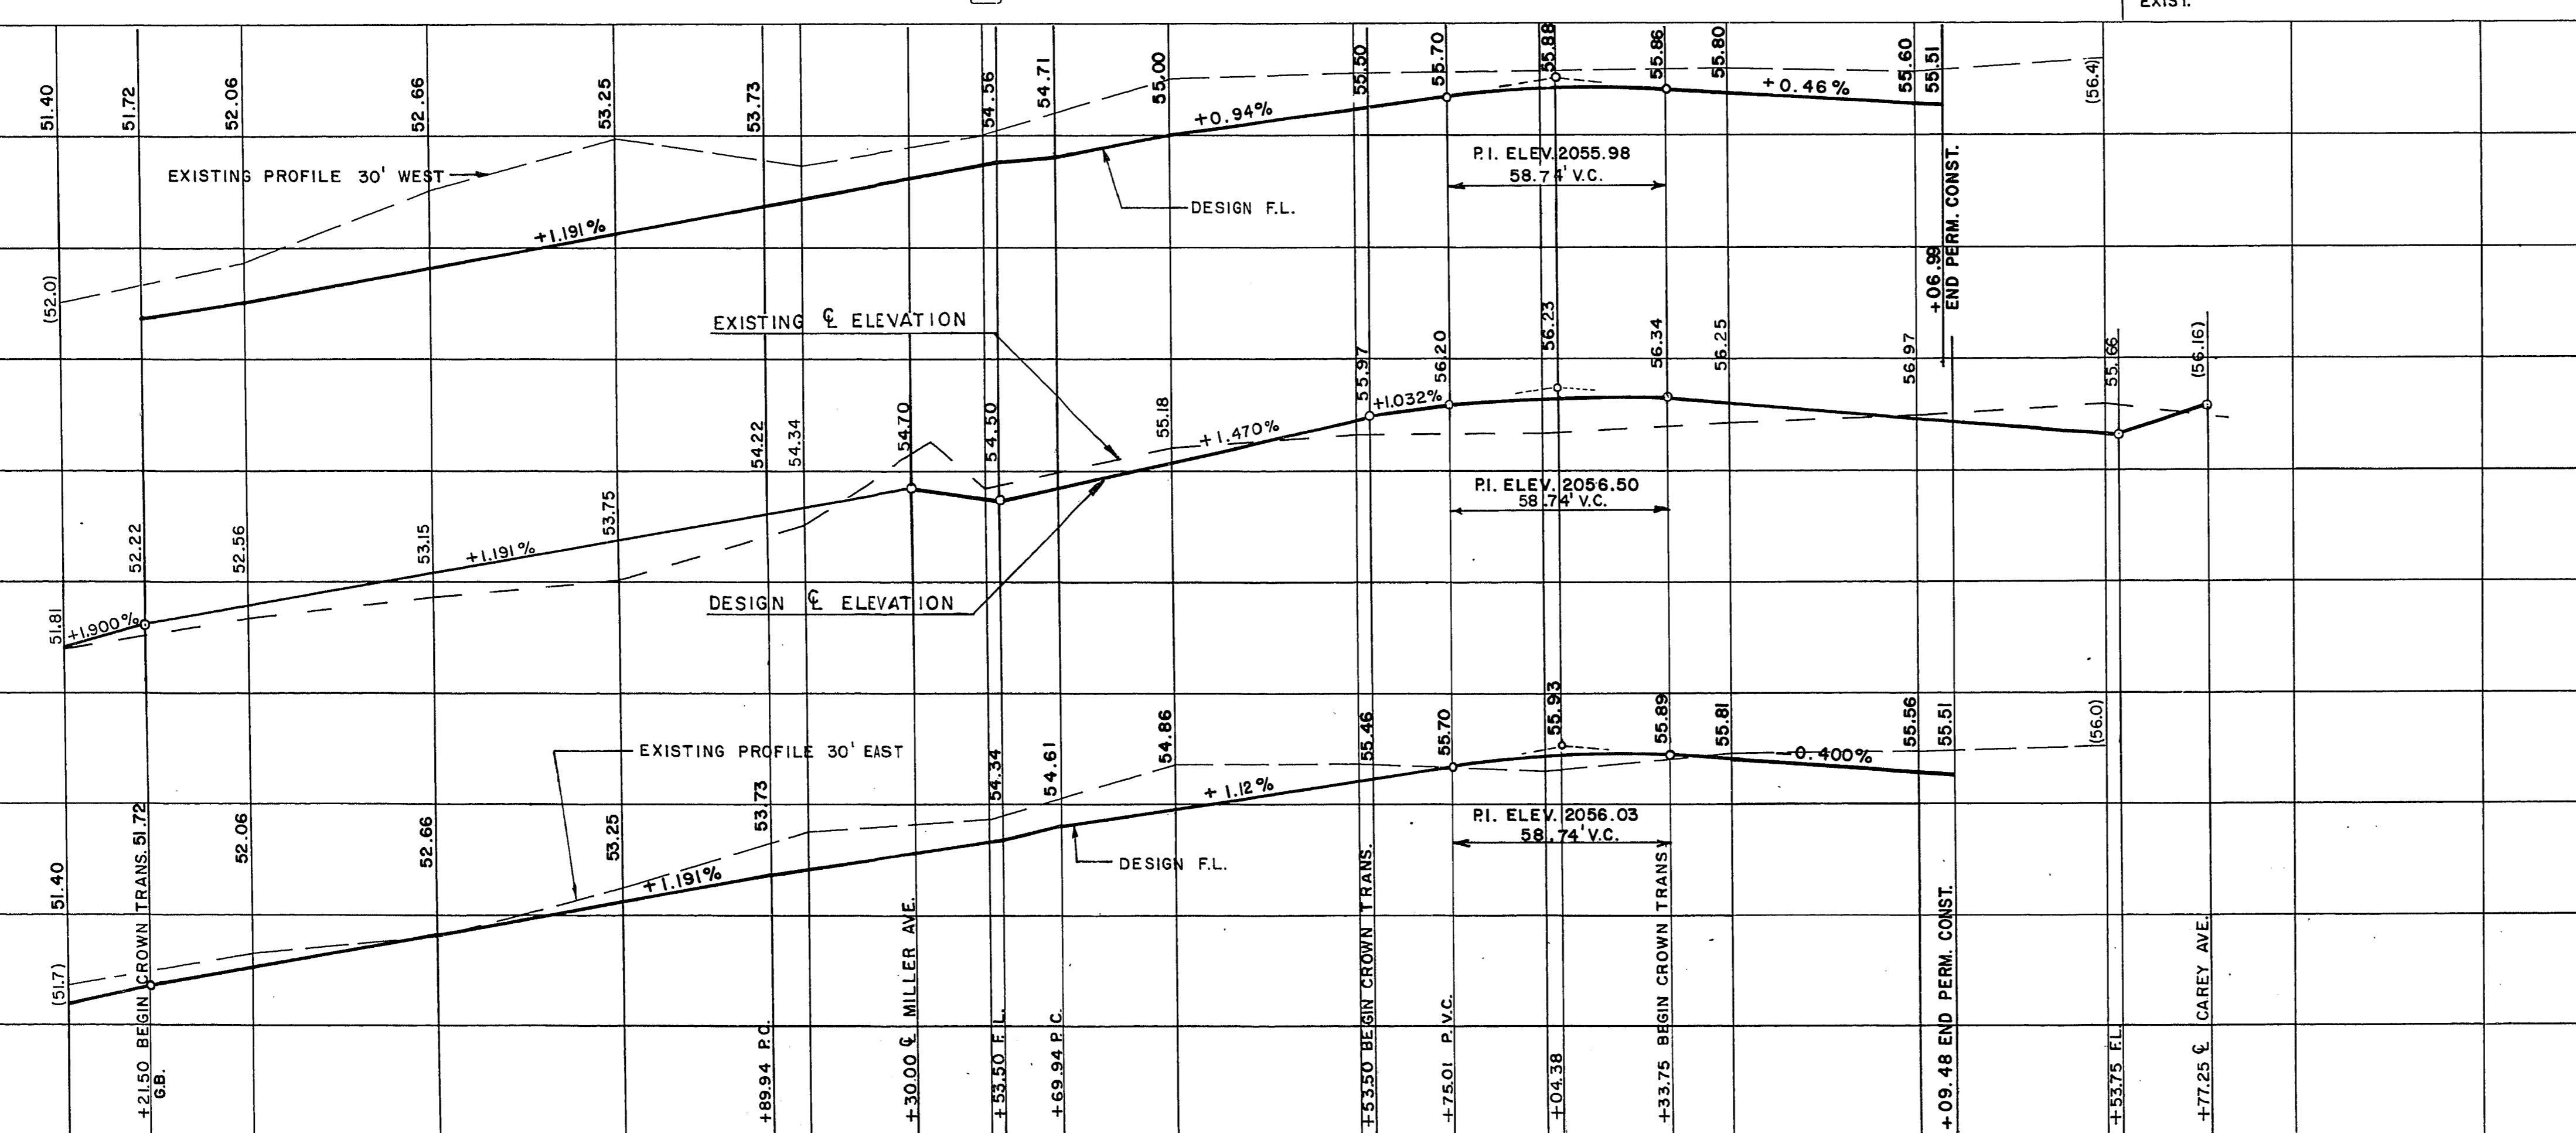 EXIST.
51.40
51.72
52.06
52.66
53.25
53.73
54.56
54.71
55.00
55.50
55.70
55.88
55.86
55.80
55.60
55.51
(56.4)
+0.94%
+0.46%
EXISTING PROFILE 30' WEST
P.I. ELEV. 2055.98
58.74' V.C.
DESIGN F.L.
+1.191%
(52.0)
+06.99
END PERM. CONST.
EXISTING ℄ ELEVATION
51.81
52.22
52.56
53.15
53.75
54.22
54.34
54.70
54.50
55.18
55.97
56.20
56.23
56.34
56.25
56.97
55.66
(56.16)
+1.032%
+1.470%
P.I. ELEV. 2056.50
58.74' V.C.
+1.191%
+1.900%
DESIGN ℄ ELEVATION
51.40
51.72
52.06
52.66
53.25
53.73
54.34
54.61
54.86
55.46
55.70
55.93
55.89
55.81
55.56
55.51
(56.0)
EXISTING PROFILE 30' EAST
-0.400%
+1.12%
P.I. ELEV. 2056.03
58.74' V.C.
DESIGN F.L.
+1.191%
(51.7)
+21.50 BEGIN CROWN TRANS.
G.B.
+89.94 P.C.
+30.00 ℄ MILLER AVE.
+53.50 F.L.
+69.94 P.C.
+53.50 BEGIN CROWN TRANS.
+75.01 P.V.C.
+04.38
+33.75 BEGIN CROWN TRANS
+09.48 END PERM. CONST.
+53.75 F.L.
+77.25 ℄ CAREY AVE.